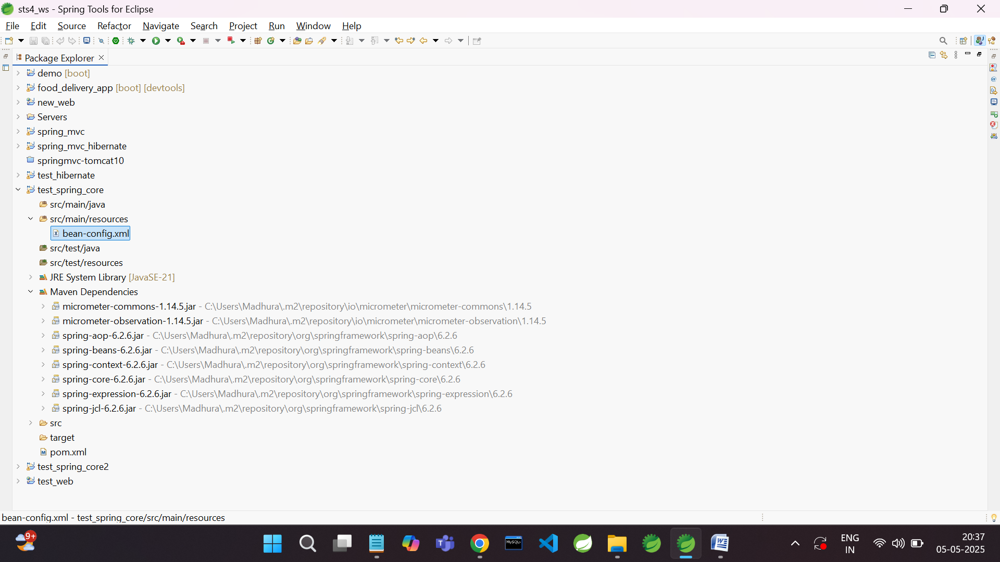 sts4_ws - Spring Tools for Eclipse
File Edit Source Refactor Navigate Search Project Run Window Help
Package Explorer
demo [boot]
food_delivery_app [boot] [devtools]
new_web
Servers
spring_mvc
spring_mvc_hibernate
springmvc-tomcat10
test_hibernate
test_spring_core
src/main/java
src/main/resources
bean-config.xml
src/test/java
src/test/resources
JRE System Library [JavaSE-21]
Maven Dependencies
micrometer-commons-1.14.5.jar - C:\Users\Madhura\.m2\repository\io\micrometer\micrometer-commons\1.14.5
micrometer-observation-1.14.5.jar - C:\Users\Madhura\.m2\repository\io\micrometer\micrometer-observation\1.14.5
spring-aop-6.2.6.jar - C:\Users\Madhura\.m2\repository\org\springframework\spring-aop\6.2.6
spring-beans-6.2.6.jar - C:\Users\Madhura\.m2\repository\org\springframework\spring-beans\6.2.6
spring-context-6.2.6.jar - C:\Users\Madhura\.m2\repository\org\springframework\spring-context\6.2.6
spring-core-6.2.6.jar - C:\Users\Madhura\.m2\repository\org\springframework\spring-core\6.2.6
spring-expression-6.2.6.jar - C:\Users\Madhura\.m2\repository\org\springframework\spring-expression\6.2.6
spring-jcl-6.2.6.jar - C:\Users\Madhura\.m2\repository\org\springframework\spring-jcl\6.2.6
src
target
pom.xml
test_spring_core2
test_web
bean-config.xml - test_spring_core/src/main/resources
9+
MySQL
ENG
IN
20:37
05-05-2025